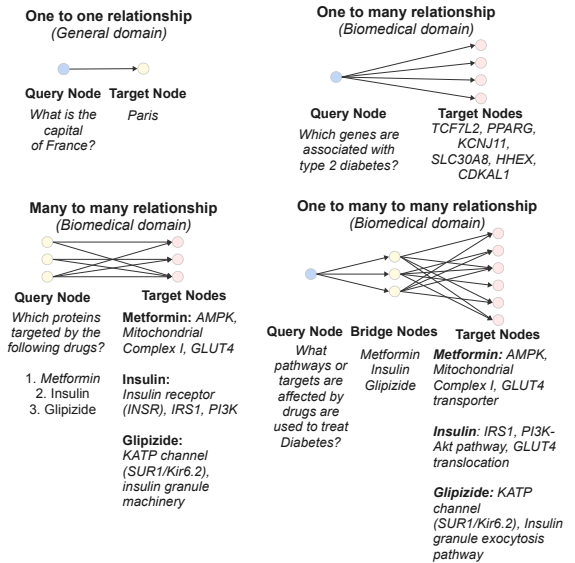 One to one relationship
(General domain)
Query Node
What is the
capital
of France?
Target Node
Paris
One to many relationship
(Biomedical domain)
Query Node
Which genes are
associated with
type 2 diabetes?
Target Nodes
TCF7L2, PPARG,
KCNJ11,
SLC30A8, HHEX,
CDKAL1
Many to many relationship
(Biomedical domain)
Query Node
Which proteins
targeted by the
following drugs?
1. Metformin
2. Insulin
3. Glipizide
Target Nodes
Metformin: AMPK,
Mitochondrial
Complex I, GLUT4
Insulin:
Insulin receptor
(INSR), IRS1, PI3K
Glipizide:
KATP channel
(SUR1/Kir6.2),
insulin granule
machinery
One to many to many relationship
(Biomedical domain)
Query Node
What
pathways or
targets are
affected by
drugs are
used to treat
Diabetes?
Bridge Nodes
Metformin
Insulin
Glipizide
Target Nodes
Metformin: AMPK,
Mitochondrial
Complex I, GLUT4
transporter
Insulin: IRS1, PI3K-
Akt pathway, GLUT4
translocation
Glipizide: KATP
channel
(SUR1/Kir6.2), Insulin
granule exocytosis
pathway